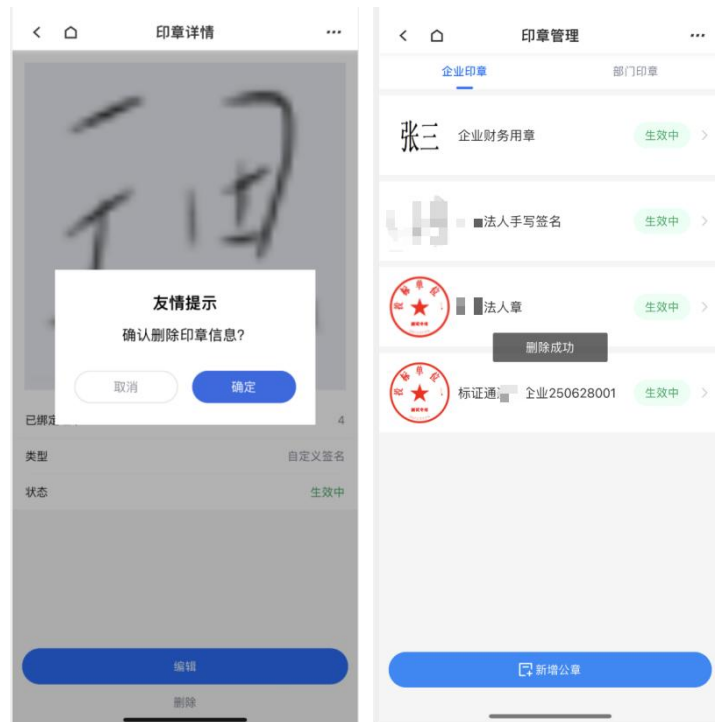 印章详情
友情提示
确认删除印章信息?
取消
确定
已绑定
4
类型
自定义签名
状态
生效中
编辑
删除
印章管理
企业印章
部门印章
张三
企业财务用章
生效中
法人手写签名
生效中
法人章
生效中
删除成功
标证通 企业250628001
生效中
新增公章